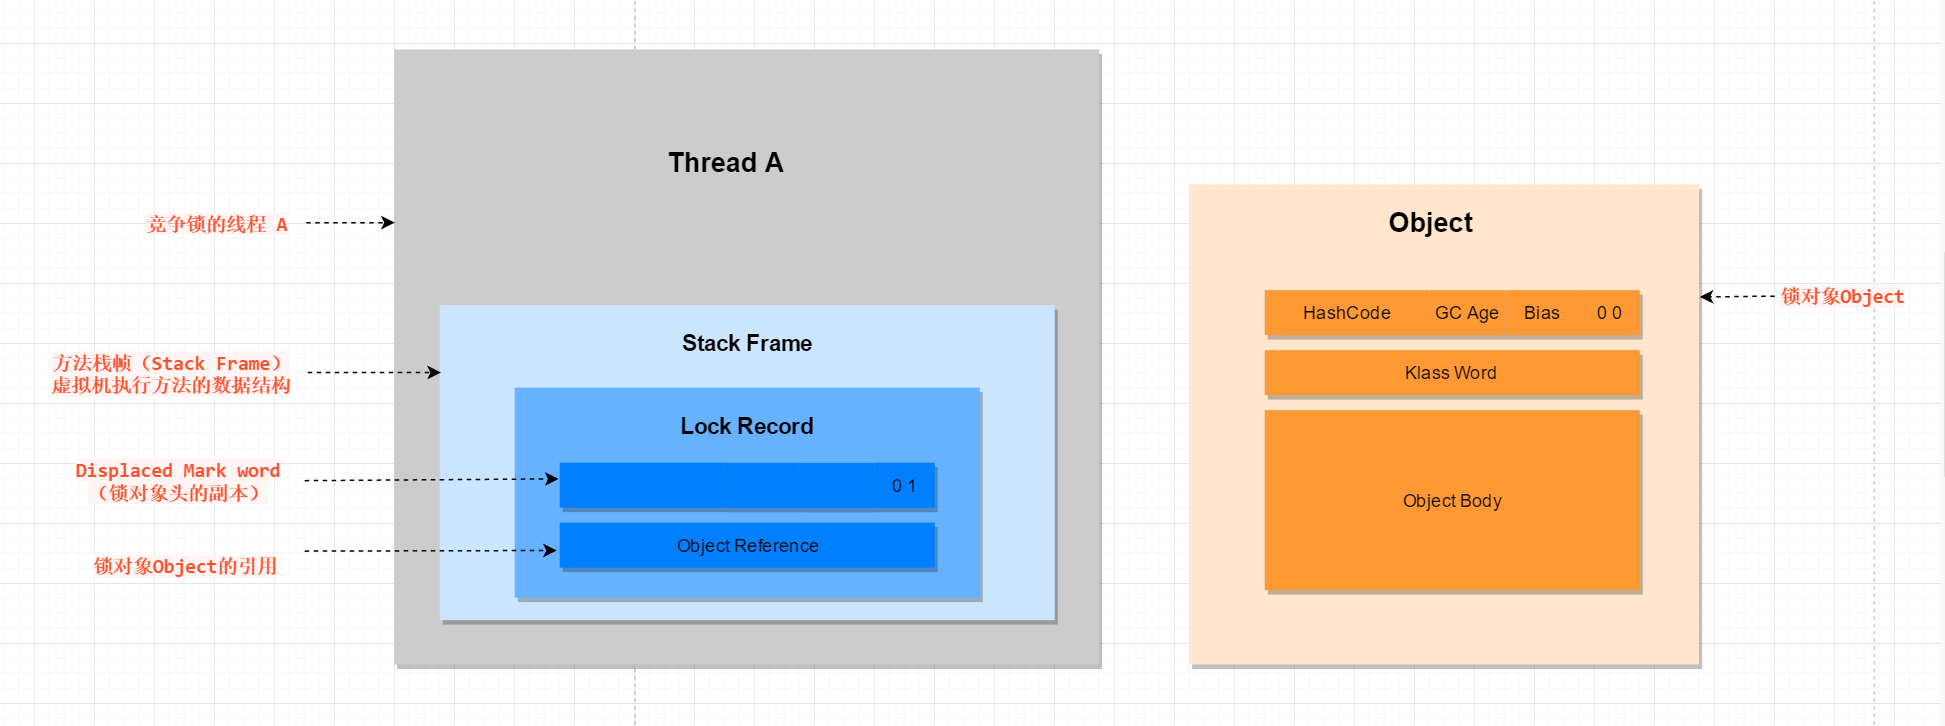 Thread A
竞争锁的线程 A
Object
锁对象Object
HashCode GC Age Bias 0 0
Stack Frame
方法栈帧（Stack Frame）
虚拟机执行方法的数据结构
Klass Word
Lock Record
Displaced Mark word
（锁对象头的副本）
0 1
Object Body
Object Reference
锁对象Object的引用